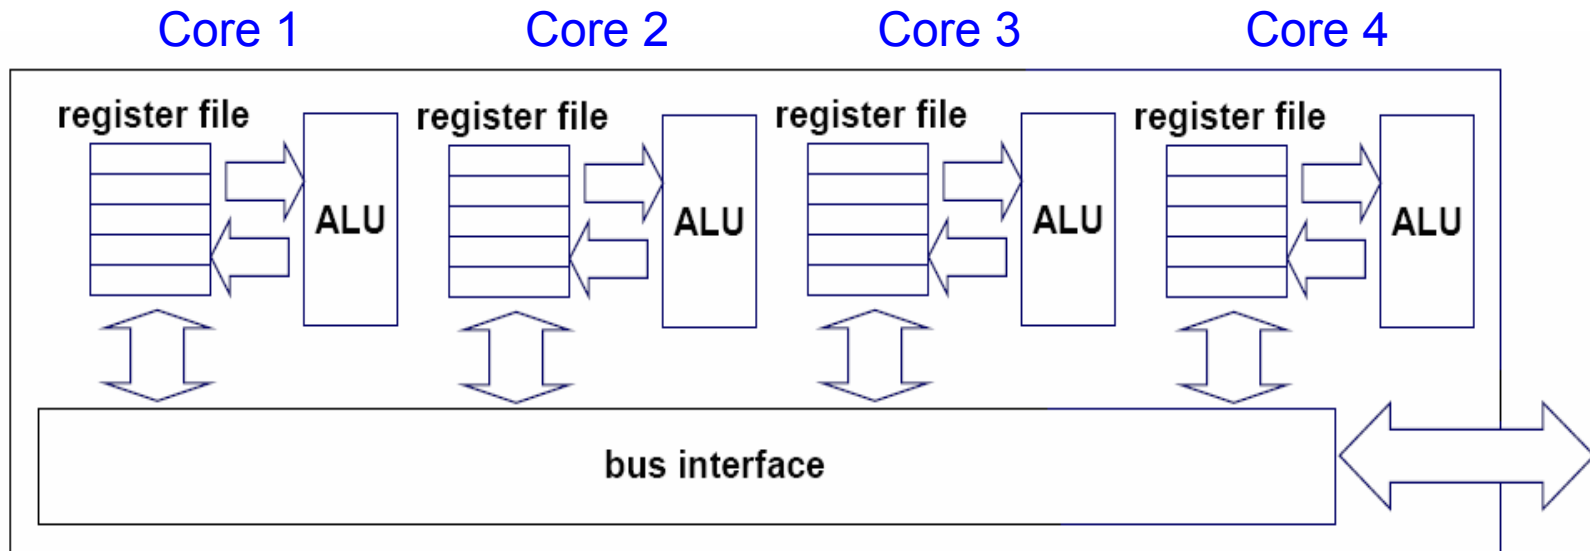 Core 1 Core 2 Core 3 Core 4
register file register file register file register file
ALU ALU ALU ALU
bus interface